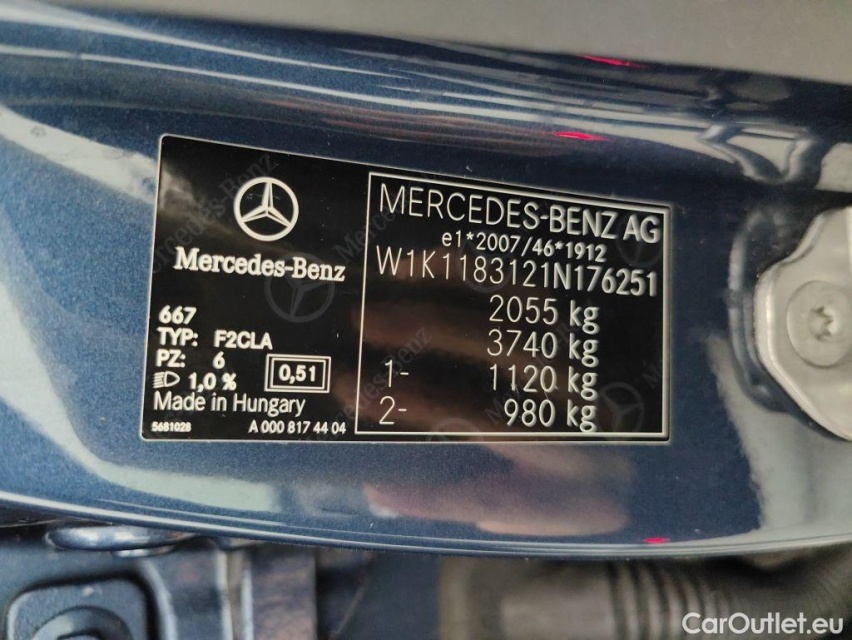 Mercedes-Benz
667
TYP: F2CLA
PZ: 6
1,0 %
0,51
Made in Hungary
5681028
A 000 817 44 04
MERCEDES-BENZ AG
e1*2007/46*1912
W1K1183121N176251
2055 kg
3740 kg
1- 1120 kg
2- 980 kg
CarOutlet.eu